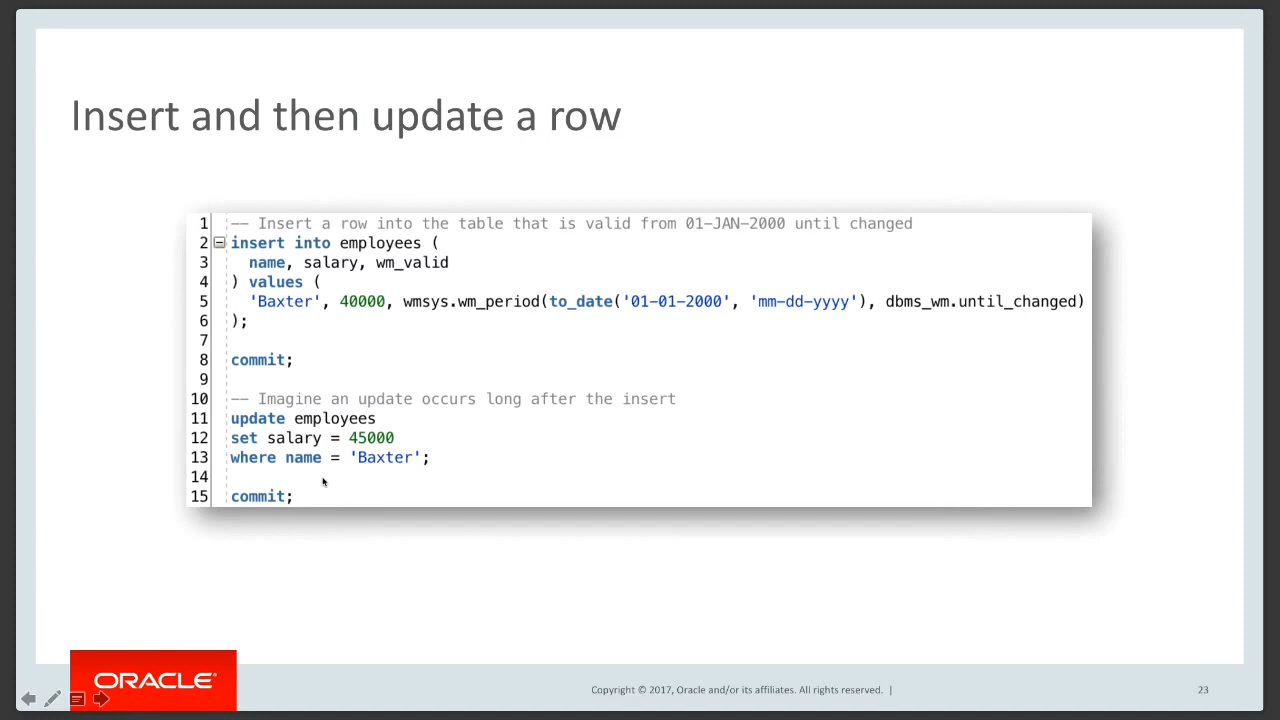 Insert and then update a row
1 -- Insert a row into the table that is valid from 01-JAN-2000 until changed
2 insert into employees (
3 name, salary, wm_valid
4 ) values (
5 'Baxter', 40000, wmsys.wm_period(to_date('01-01-2000', 'mm-dd-yyyy'), dbms_wm.until_changed)
6 );
7
8 commit;
9
10 -- Imagine an update occurs long after the insert
11 update employees
12 set salary = 45000
13 where name = 'Baxter';
14
15 commit;
ORACLE®
Copyright © 2017, Oracle and/or its affiliates. All rights reserved. |
23